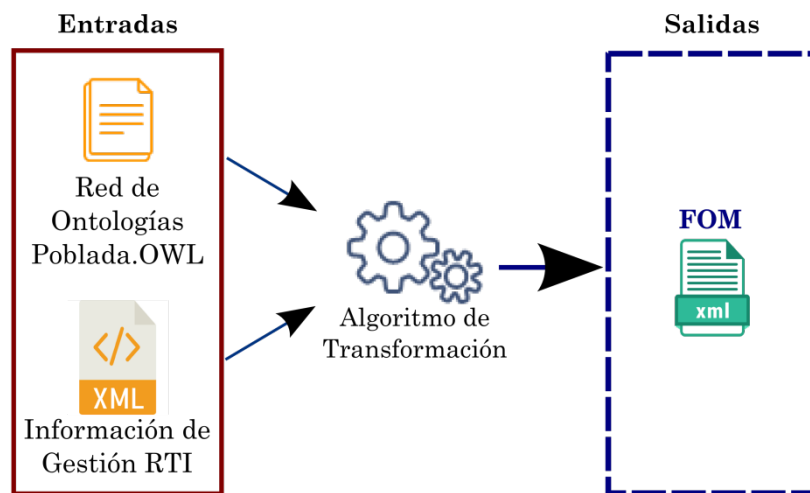 Entradas
Red de
Ontologías
Poblada.OWL
</>
XML
Información de
Gestión RTI
Algoritmo de
Transformación
Salidas
FOM
xml